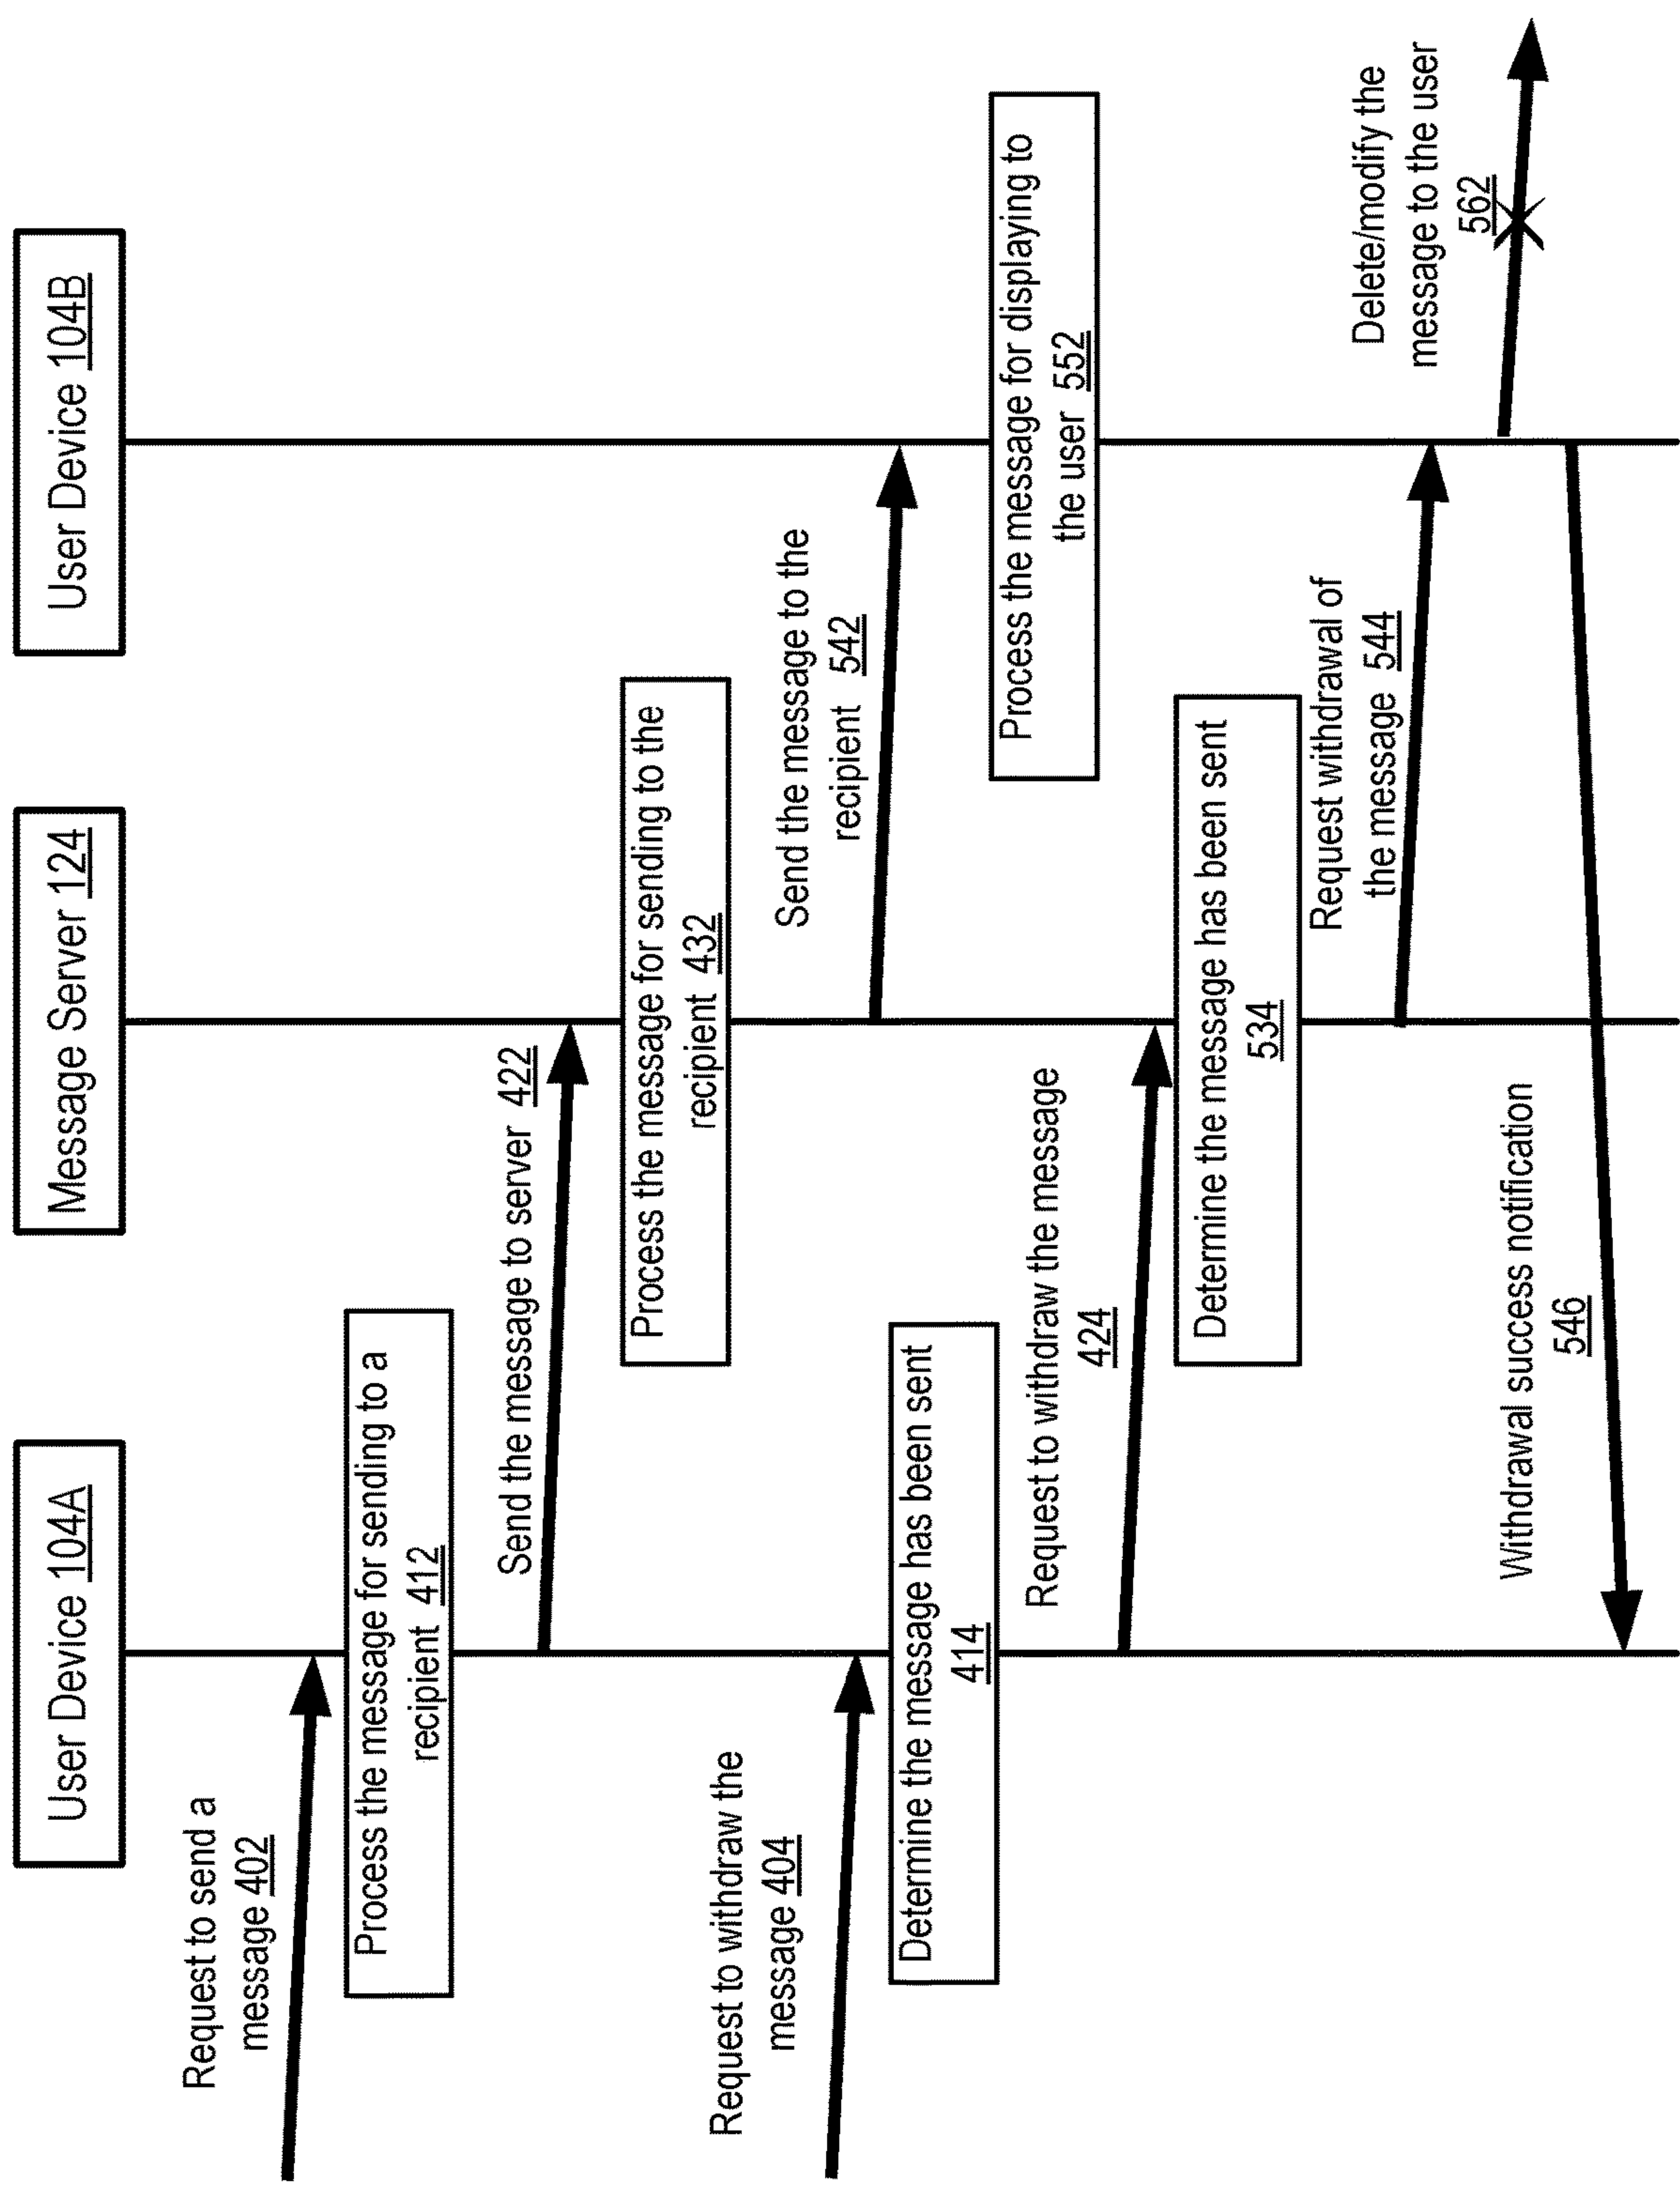 User Device 104A
Message Server 124
User Device 104B
Request to send a
message 402
Process the message for sending to a
recipient 412
Send the message to server 422
Process the message for sending to the
recipient 432
Request to withdraw the
message 404
Send the message to the
recipient 542
Determine the message has been sent
414
Process the message for displaying to
the user 552
Request to withdraw the message
424
Determine the message has been sent
534
Request withdrawal of
the message 544
Delete/modify the
message to the user
562
Withdrawal success notification
546